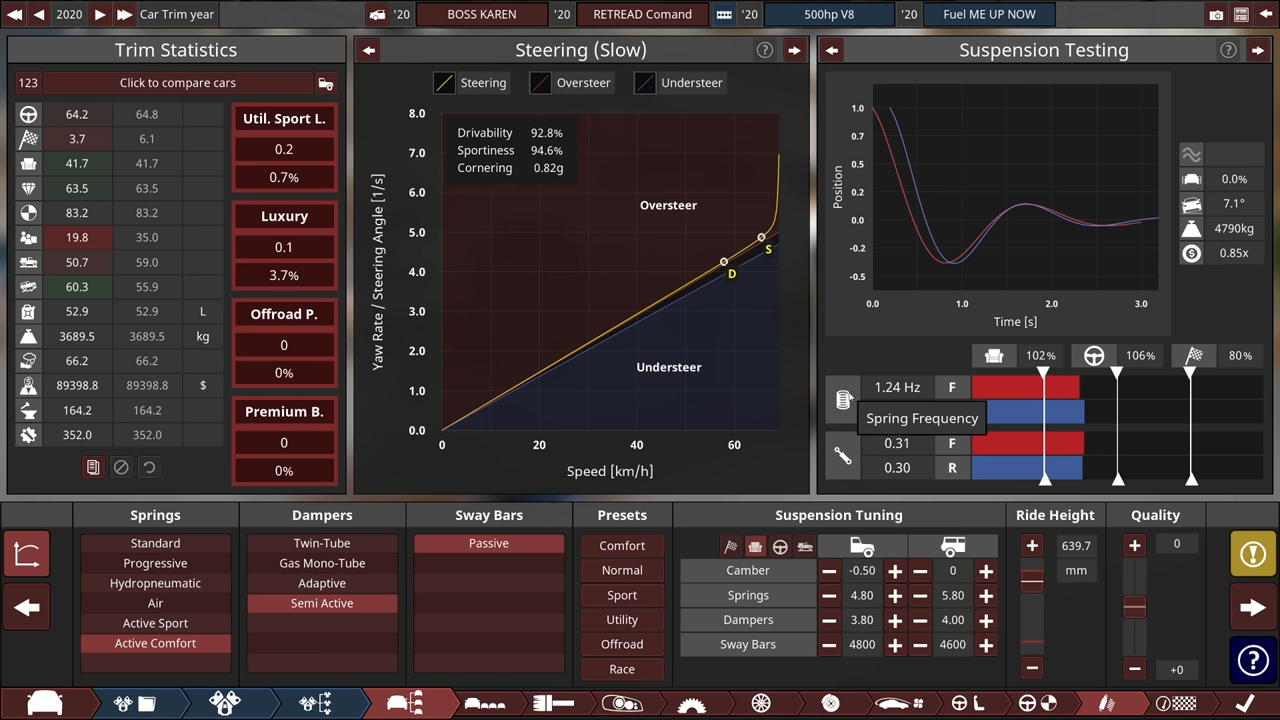 2020 Car Trim year '20 BOSS KAREN '20 RETREAD Comand '20 500hp V8 '20 Fuel ME UP NOW
Trim Statistics
123 Click to compare cars
64.2 64.8
3.7 6.1
41.7 41.7
63.5 63.5
83.2 83.2
19.8 35.0
50.7 59.0
60.3 55.9
52.9 52.9 L
3689.5 3689.5 kg
66.2 66.2
89398.8 89398.8 $
164.2 164.2
352.0 352.0
Util. Sport L.
0.2
0.7%
Luxury
0.1
3.7%
Offroad P.
0
0%
Premium B.
0
0%
Steering (Slow) ?
Steering Oversteer Understeer
Yaw Rate / Steering Angle [1/s]
8.0
7.0
6.0
5.0
4.0
3.0
2.0
1.0
0.0
Drivability 92.8%
Sportiness 94.6%
Cornering 0.82g
Oversteer
S
D
Understeer
0 20 40 60
Speed [km/h]
Suspension Testing ?
Position
1.0
0.7
0.5
0.2
0.0
-0.2
-0.5
0.0 1.0 2.0 3.0
Time [s]
0.0%
7.1°
4790kg
0.85x
102% 106% 80%
1.24 Hz F
Spring Frequency
0.31 F
0.30 R
Springs
Standard
Progressive
Hydropneumatic
Air
Active Sport
Active Comfort
Dampers
Twin-Tube
Gas Mono-Tube
Adaptive
Semi Active
Sway Bars
Passive
Presets
Comfort
Normal
Sport
Utility
Offroad
Race
Suspension Tuning
Camber - -0.50 + - 0 +
Springs - 4.80 + - 5.80 +
Dampers - 3.80 + - 4.00 +
Sway Bars - 4800 + - 4600 +
Ride Height
+ 639.7
mm
-
Quality
+ 0
- +0
!
?